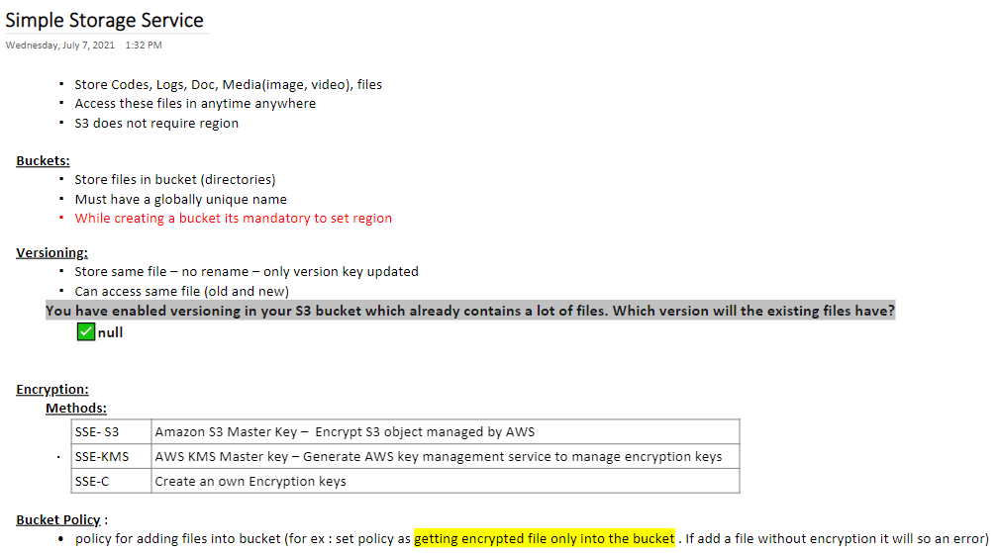 Simple Storage Service
Wednesday, July 7, 2021 1:32 PM
▪ Store Codes, Logs, Doc, Media(image, video), files
▪ Access these files in anytime anywhere
▪ S3 does not require region
Buckets:
▪ Store files in bucket (directories)
▪ Must have a globally unique name
▪ While creating a bucket its mandatory to set region
Versioning:
▪ Store same file – no rename – only version key updated
▪ Can access same file (old and new)
You have enabled versioning in your S3 bucket which already contains a lot of files. Which version will the existing files have?
✅ null
Encryption:
Methods:
SSE- S3 Amazon S3 Master Key – Encrypt S3 object managed by AWS
SSE-KMS AWS KMS Master key – Generate AWS key management service to manage encryption keys
SSE-C Create an own Encryption keys
Bucket Policy :
• policy for adding files into bucket (for ex : set policy as getting encrypted file only into the bucket . If add a file without encryption it will so an error)